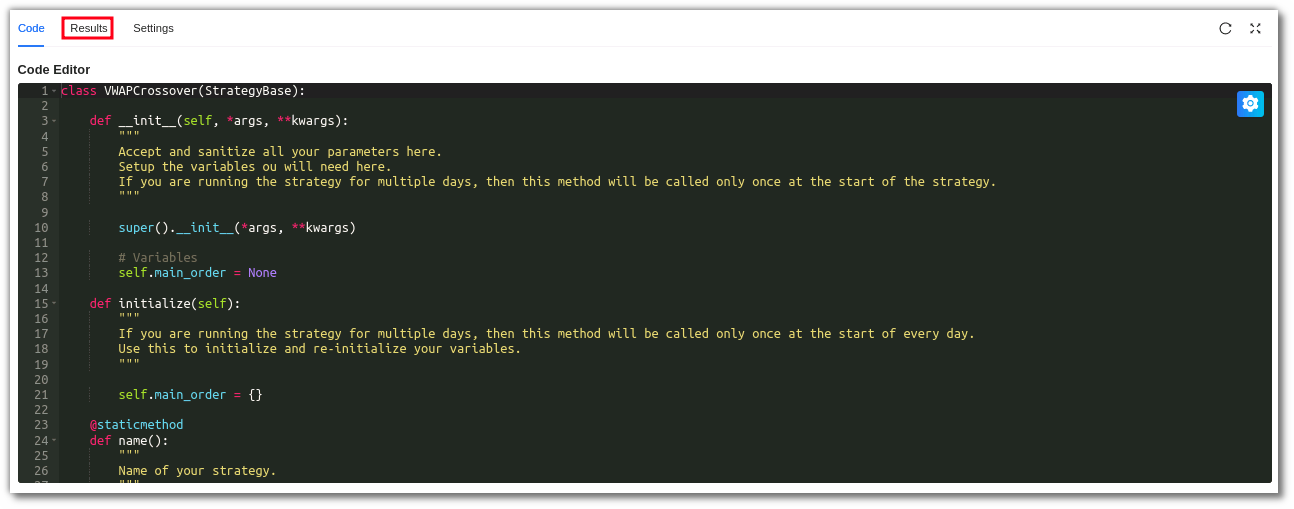 Code Results Settings
Code Editor
1 class VWAPCrossover(StrategyBase):
2
3     def __init__(self, *args, **kwargs):
4         """
5         Accept and sanitize all your parameters here.
6         Setup the variables ou will need here.
7         If you are running the strategy for multiple days, then this method will be called only once at the start of the strategy.
8         """
9
10         super().__init__(*args, **kwargs)
11
12         # Variables
13         self.main_order = None
14
15     def initialize(self):
16         """
17         If you are running the strategy for multiple days, then this method will be called only once at the start of every day.
18         Use this to initialize and re-initialize your variables.
19         """
20
21         self.main_order = {}
22
23     @staticmethod
24     def name():
25         """
26         Name of your strategy.
27         """